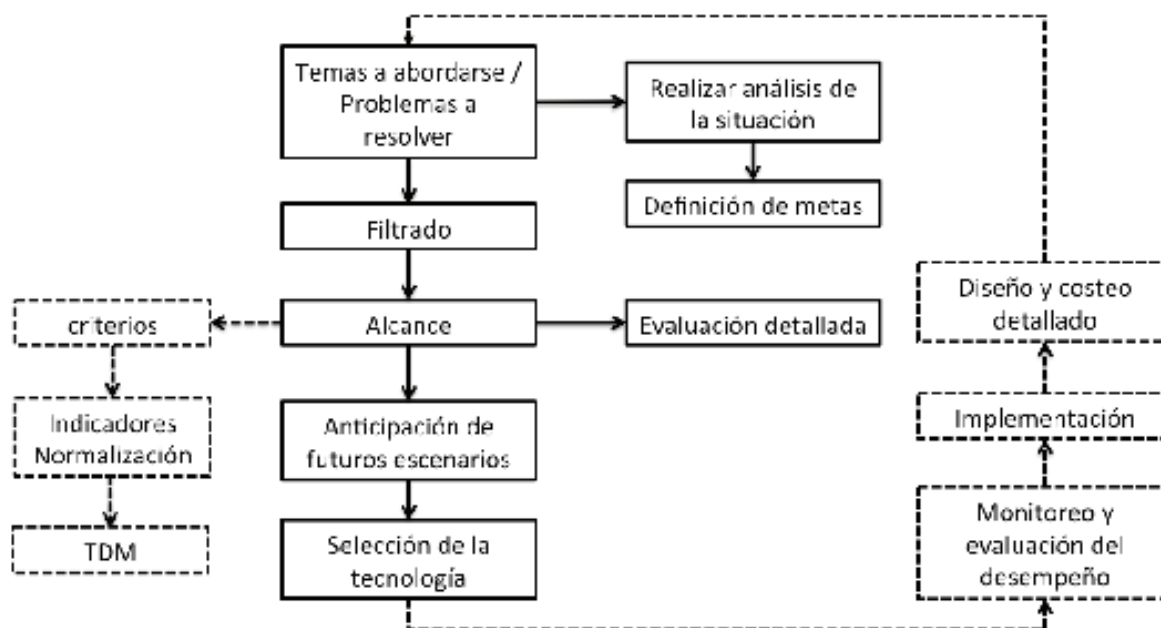 Temas a abordarse /
Problemas a
resolver
Realizar análisis de
la situación
Definición de metas
Filtrado
Alcance
Evaluación detallada
criterios
Indicadores
Normalización
TDM
Anticipación de
futuros escenarios
Selección de la
tecnología
Diseño y costeo
detallado
Implementación
Monitoreo y
evaluación del
desempeño